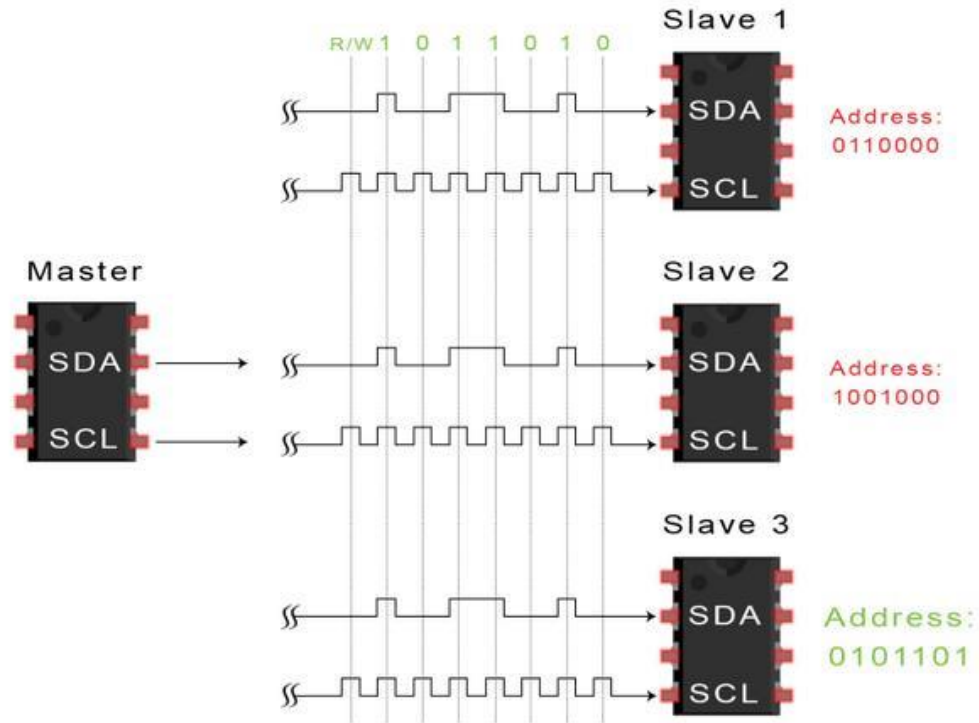 Slave 1
R/W 1 0 1 1 0 1 0
SDA
Address:
0110000
SCL
Master
Slave 2
SDA
SDA
Address:
1001000
SCL
SCL
Slave 3
SDA
Address:
0101101
SCL